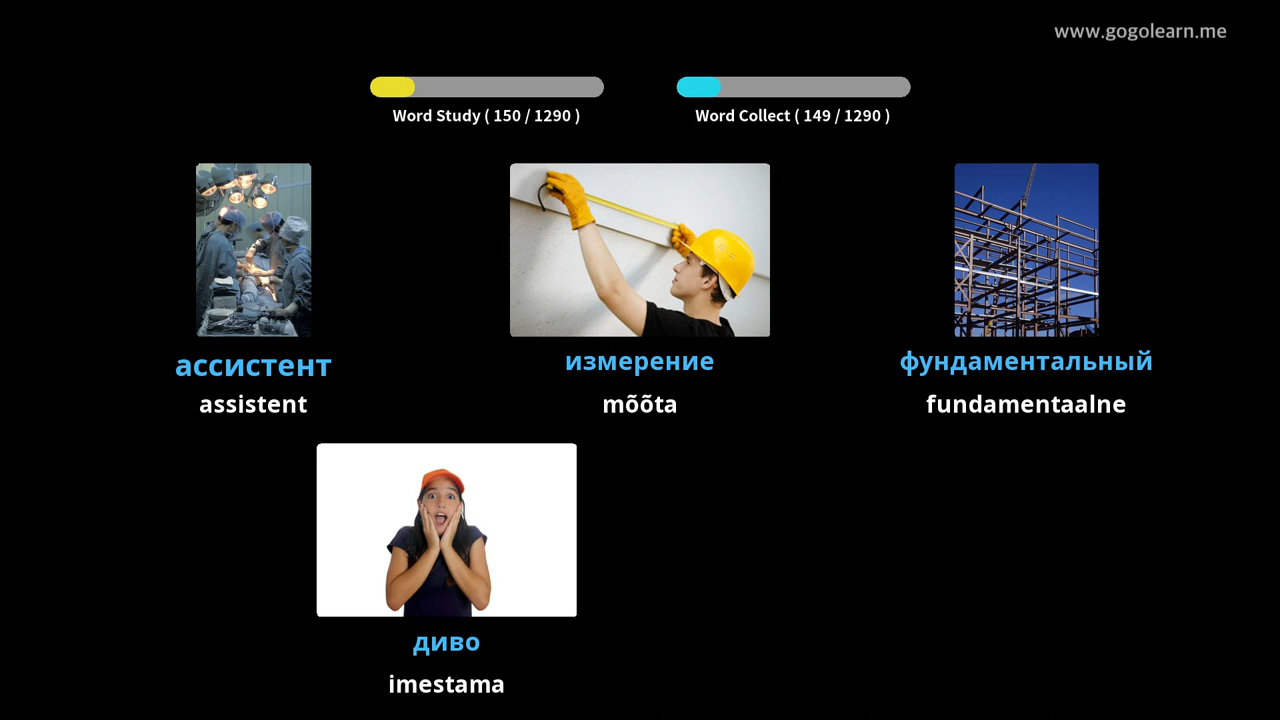 www.gogolearn.me
Word Study ( 150 / 1290 )
Word Collect ( 149 / 1290 )
ассистент
assistent
измерение
mõõta
фундаментальный
fundamentaalne
диво
imestama